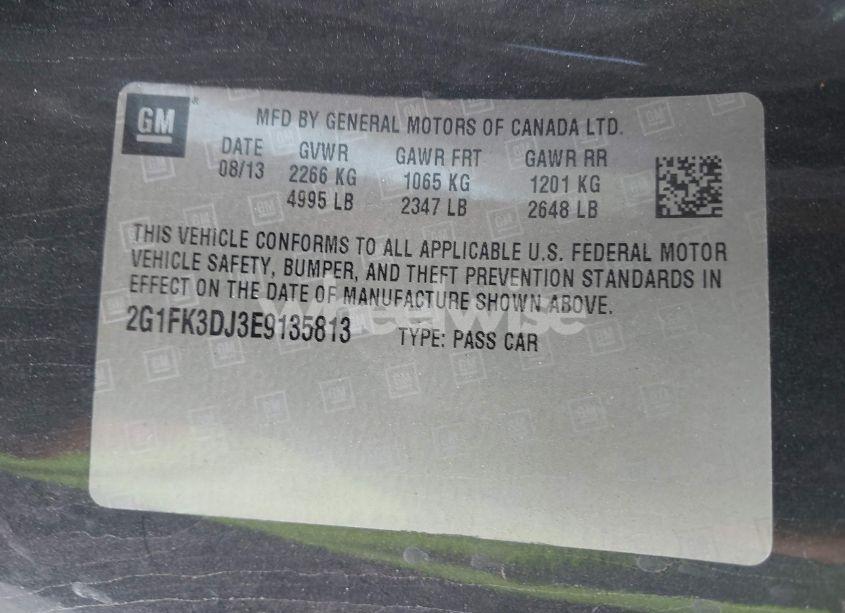 GM
MFD BY GENERAL MOTORS OF CANADA LTD.
DATE GVWR GAWR FRT GAWR RR
08/13 2266 KG 1065 KG 1201 KG
4995 LB 2347 LB 2648 LB
THIS VEHICLE CONFORMS TO ALL APPLICABLE U.S. FEDERAL MOTOR
VEHICLE SAFETY, BUMPER, AND THEFT PREVENTION STANDARDS IN
EFFECT ON THE DATE OF MANUFACTURE SHOWN ABOVE.
Wheelwise
2G1FK3DJ3E9135813 TYPE: PASS CAR